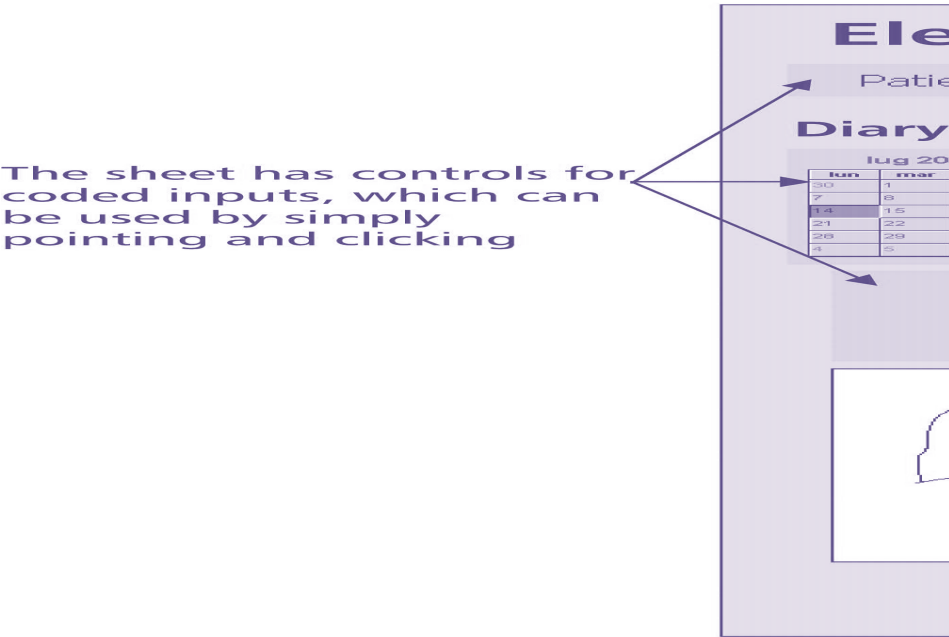 The sheet has controls for
coded inputs, which can
be used by simply
pointing and clicking
Ele
Patie
Diary
lug 20
lun mar
30 1
7 8
14 15
21 22
28 29
4 5